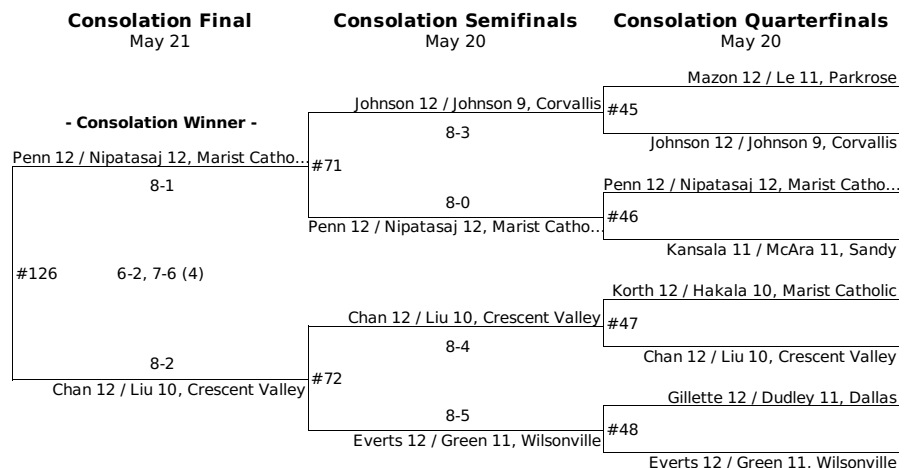 Consolation Final
May 21
Consolation Semifinals
May 20
Consolation Quarterfinals
May 20
- Consolation Winner -
Penn 12 / Nipatasaj 12, Marist Catho...
8-1
#126
6-2, 7-6 (4)
8-2
Chan 12 / Liu 10, Crescent Valley
Johnson 12 / Johnson 9, Corvallis
8-3
#71
8-0
Penn 12 / Nipatasaj 12, Marist Catho...
Chan 12 / Liu 10, Crescent Valley
8-4
#72
8-5
Everts 12 / Green 11, Wilsonville
Mazon 12 / Le 11, Parkrose
#45
Johnson 12 / Johnson 9, Corvallis
Penn 12 / Nipatasaj 12, Marist Catho...
#46
Kansala 11 / McAra 11, Sandy
Korth 12 / Hakala 10, Marist Catholic
#47
Chan 12 / Liu 10, Crescent Valley
Gillette 12 / Dudley 11, Dallas
#48
Everts 12 / Green 11, Wilsonville